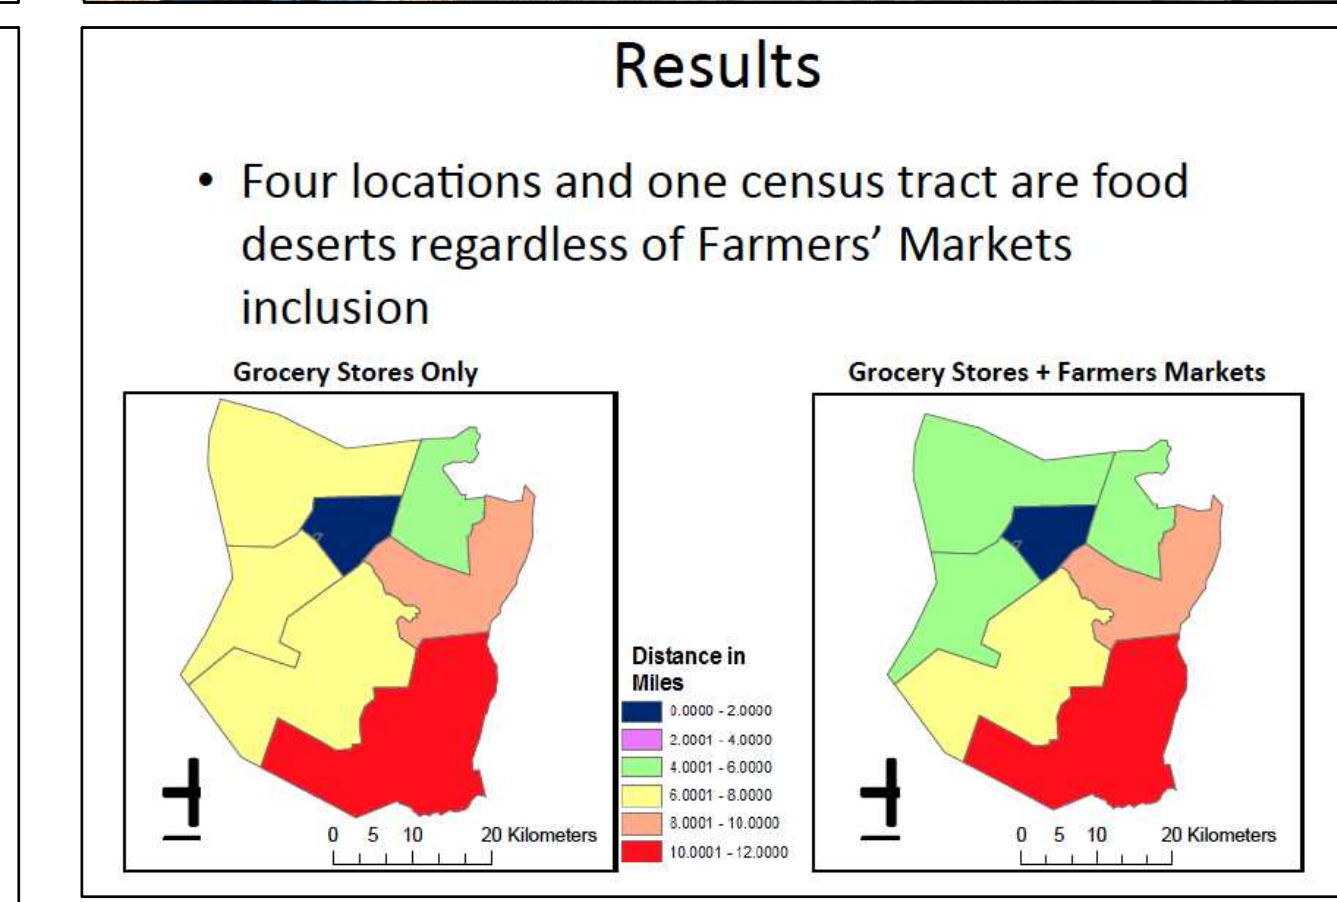 Results
• Four locations and one census tract are food
deserts regardless of Farmers’ Markets
inclusion
Grocery Stores Only
Grocery Stores + Farmers Markets
Distance in
Miles
0.0000 - 2.0000
2.0001 - 4.0000
4.0001 - 6.0000
6.0001 - 8.0000
8.0001 - 10.0000
10.0001 - 12.0000
0 5 10 20 Kilometers
0 5 10 20 Kilometers